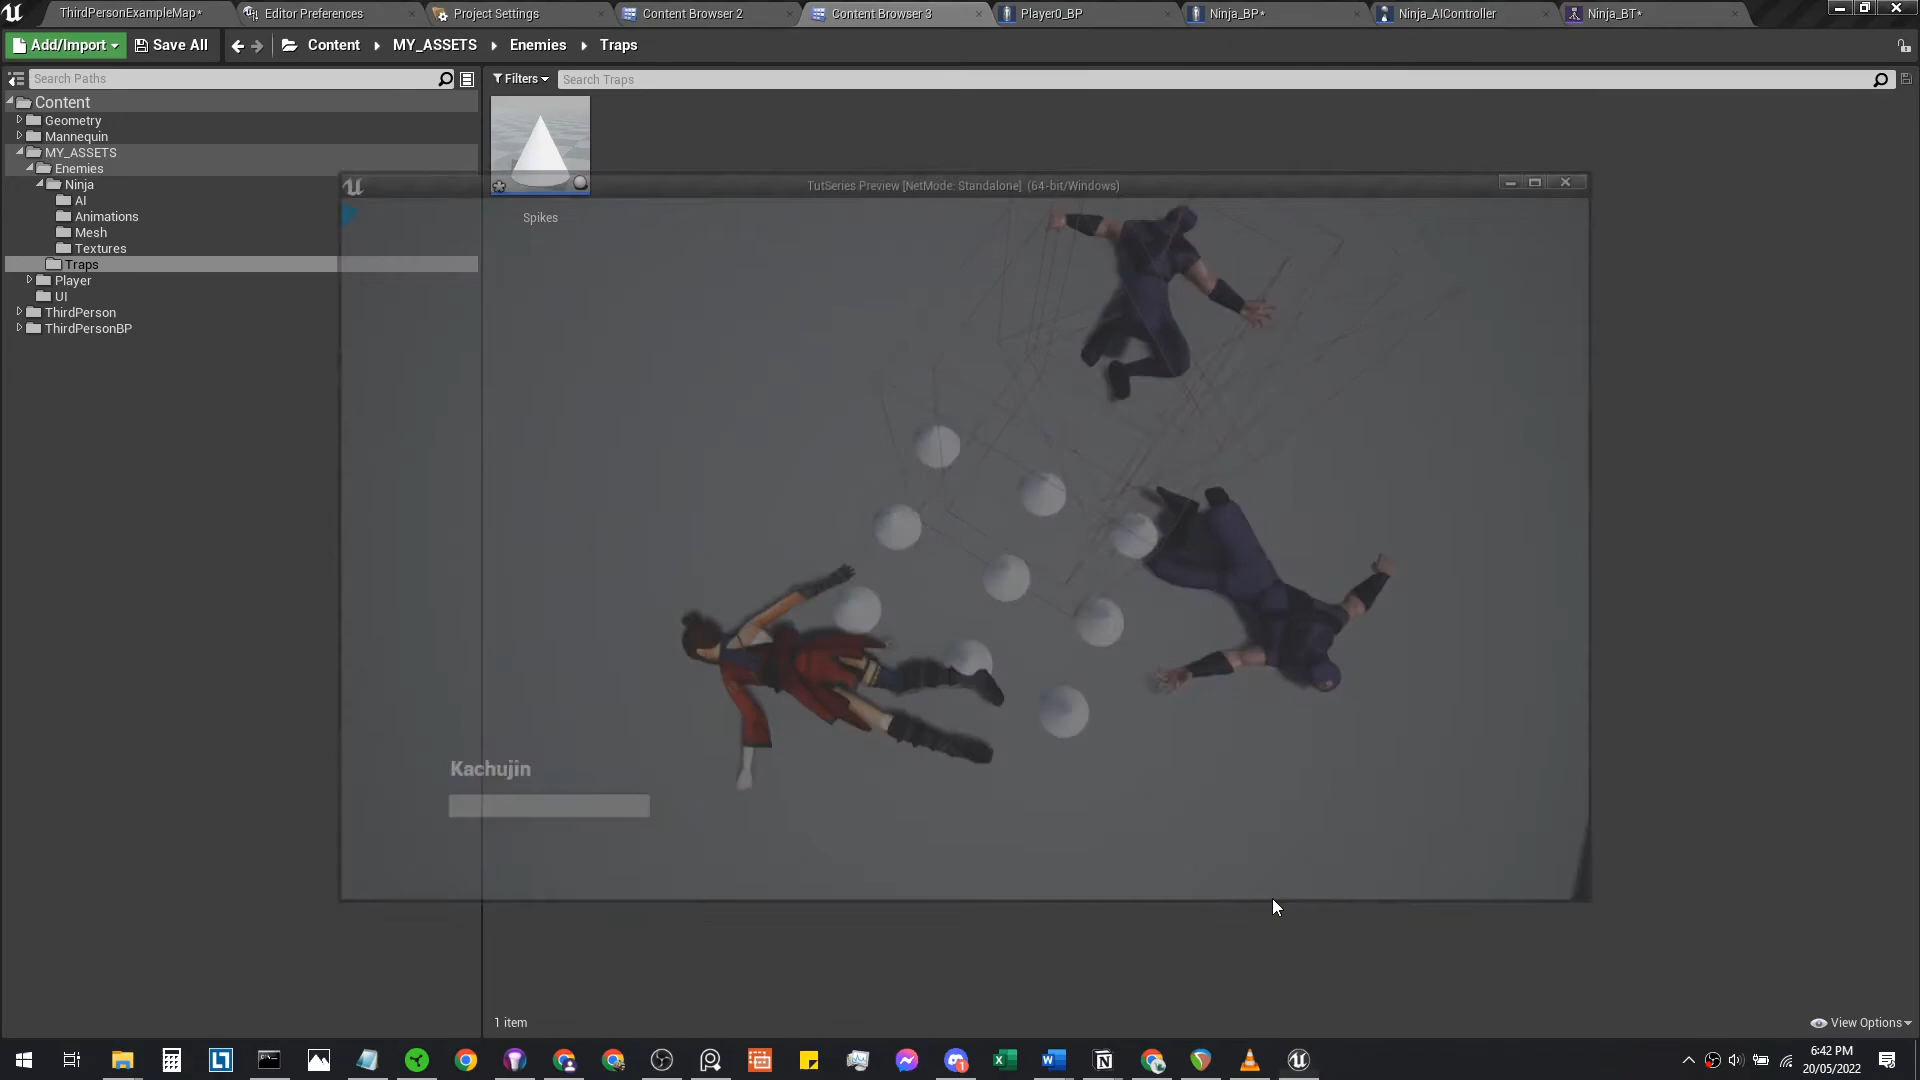 ThirdPersonExampleMap*
Editor Preferences
Project Settings
Content Browser 2
Content Browser 3
Player0_BP
Ninja_BP*
Ninja_AIController
Ninja_BT*
Add/Import
Save All
Content
MY_ASSETS
Enemies
Traps
Search Paths
Filters
Search Traps
Content
Geometry
Mannequin
MY_ASSETS
Enemies
Ninja
AI
Animations
Mesh
Textures
Traps
Player
UI
ThirdPerson
ThirdPersonBP
Spikes
TutSeries Preview [NetMode: Standalone] (64-bit/Windows)
Kachujin
1 item
View Options
6:42 PM
20/05/2022